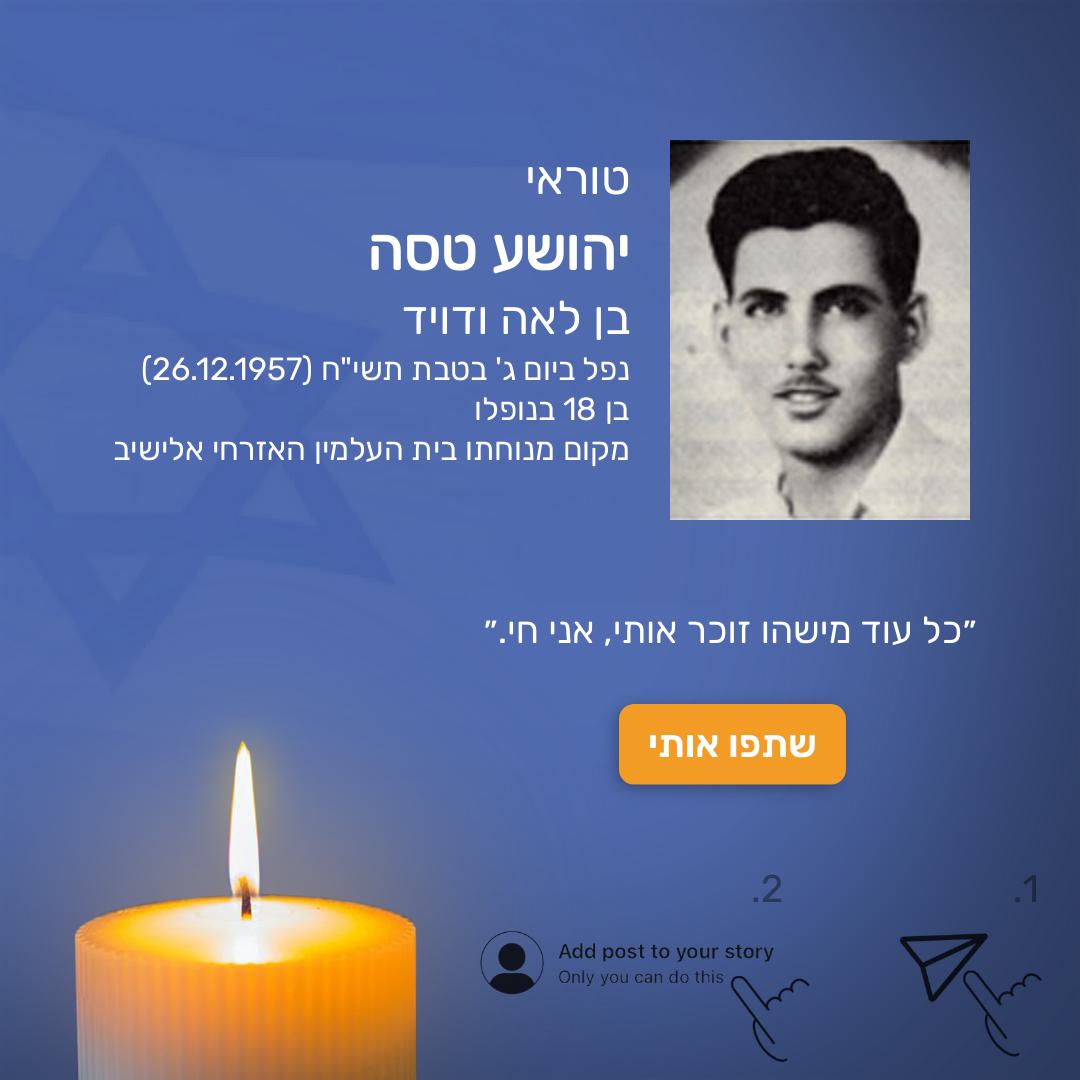 טוראי
יהושע טסה
בן לאה ודויד
נפל ביום ג' בטבת תשי"ח (26.12.1957)
בן 18 בנופלו
מקום מנוחתו בית העלמין האזרחי אלישיב
״כל עוד מישהו זוכר אותי, אני חי.״
שתפו אותי
1.
2.
Add post to your story
Only you can do this